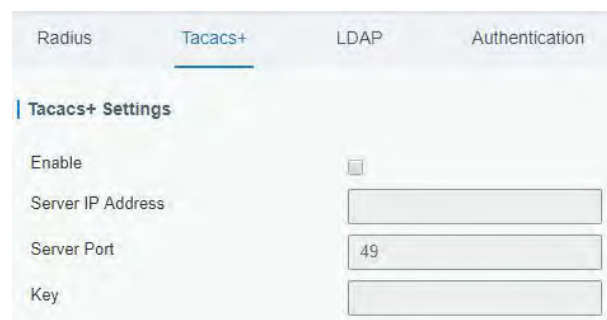 Radius Tacacs+ LDAP Authentication
Tacacs+ Settings
Enable
Server IP Address
Server Port 49
Key